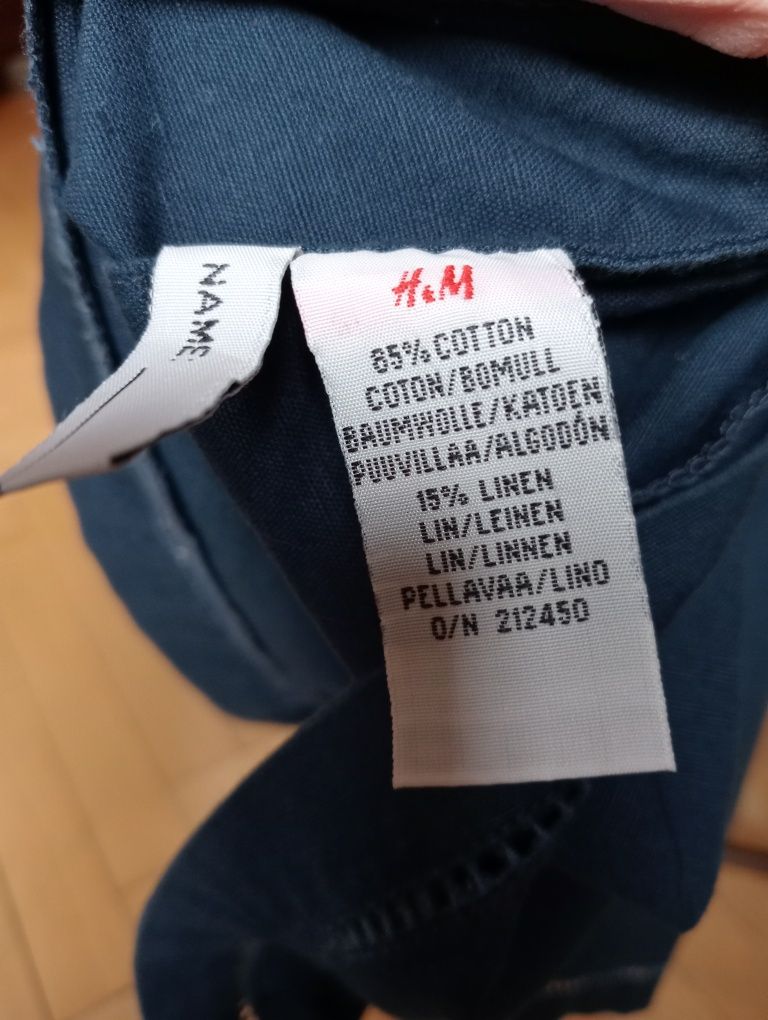 NAME
H&M
85% COTTON
COTON/BOMULL
BAUMWOLLE/KATOEN
PUUVILLAA/ALGODÓN
15% LINEN
LIN/LEINEN
LIN/LINNEN
PELLAVAA/LINO
O/N 212450